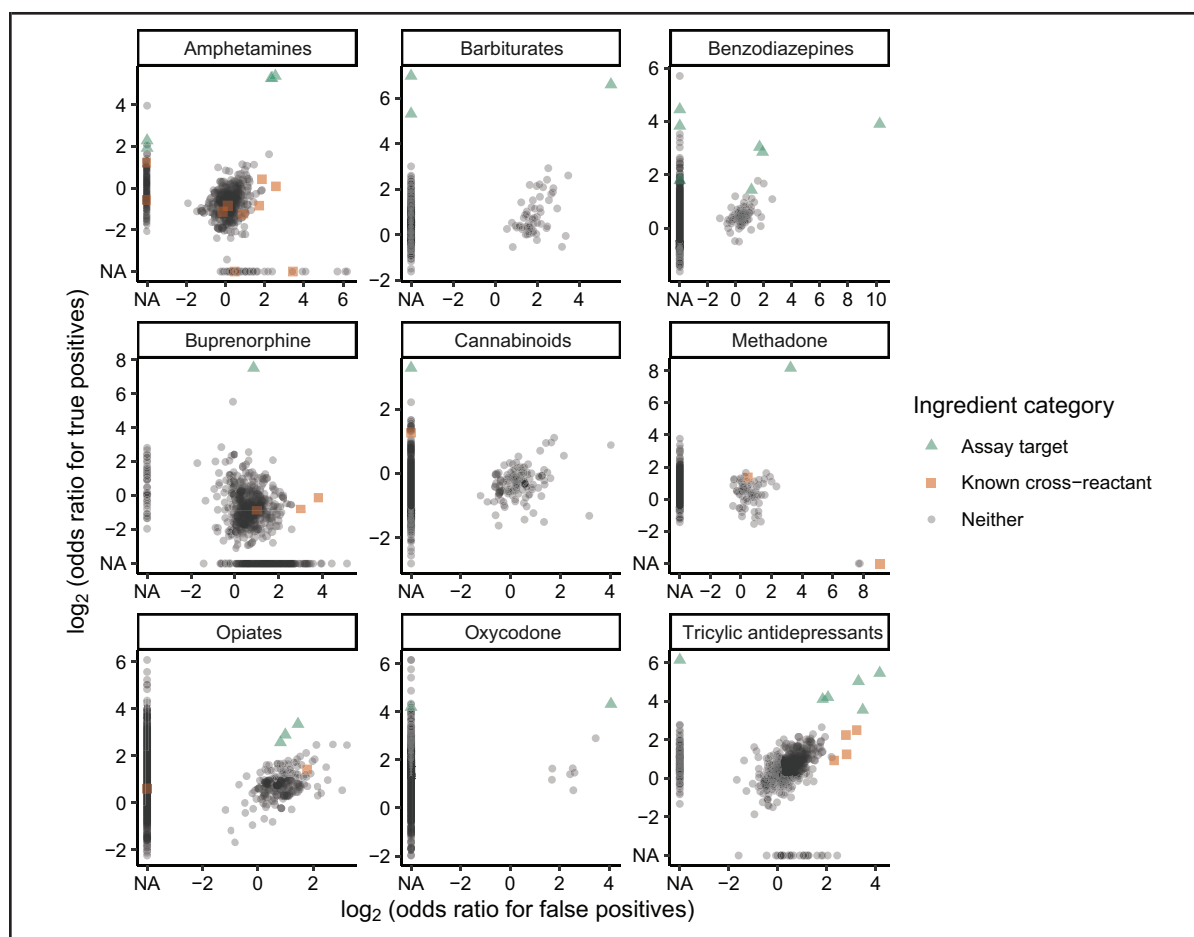 Amphetamines Barbiturates Benzodiazepines
4 2 0 −2 NA
6 4 2 0 −2
6 4 2 0
NA −2 0 2 4 6
NA 0 2 4
NA −2 0 2 4 6 8 10
Buprenorphine Cannabinoids Methadone
8 6 4 2 0 −2 NA
2 0 −2
8 6 4 2 0 −2 NA
NA −2 0 2 4
NA −2 0 2 4
NA −2 0 2 4 6 8
Opiates Oxycodone Tricylic antidepressants
6 4 2 0 −2
6 4 2 0 −2
6 4 2 0 −2 NA
NA −2 0 2
NA −2 0 2 4
NA −2 0 2 4
log2 (odds ratio for true positives)
log2 (odds ratio for false positives)
Ingredient category
Assay target
Known cross−reactant
Neither